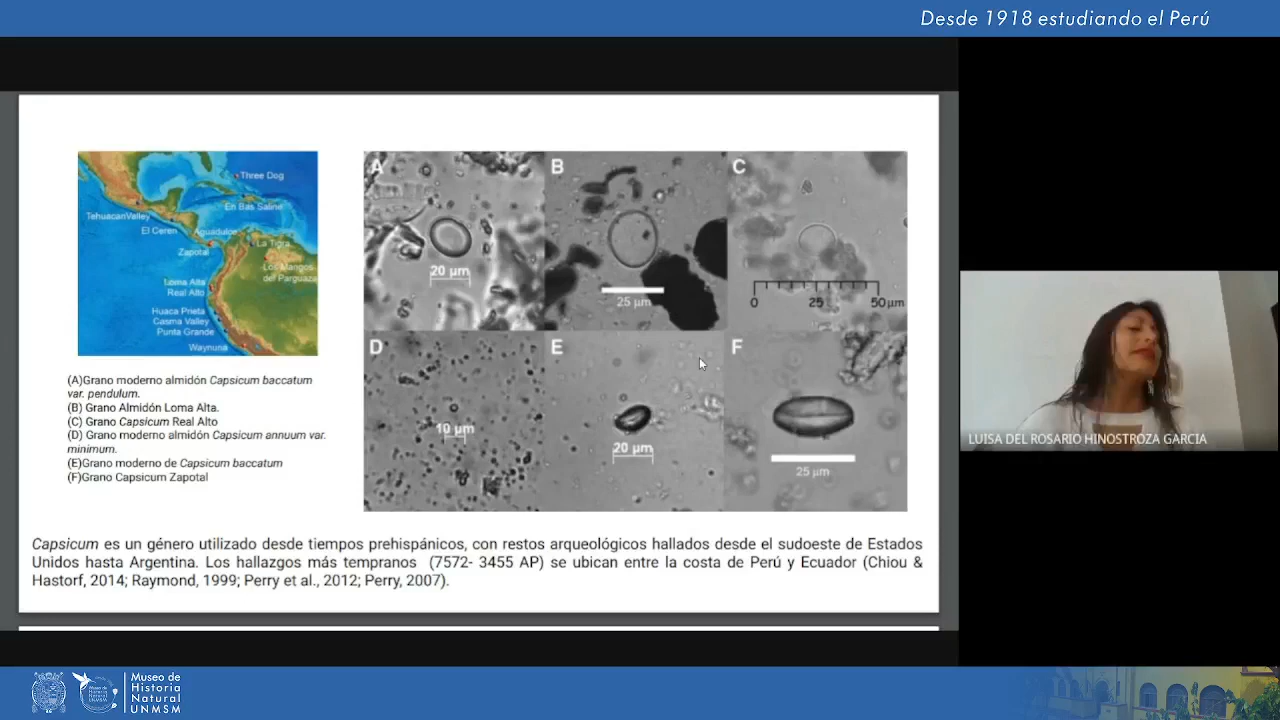 Desde 1918 estudiando el Perú
Three Dog
En Bas Saline
TehuacanValley
El Ceren
Aguadulce
La Tigra
Zapotal
Los Mangos
del Parguaza
Loma Alta
Real Alto
Huaca Prieta
Casma Valley
Punta Grande
Waynuna
A
B
C
20 μm
25 μm
0 25 50 μm
D
E
F
10 μm
20 μm
25 μm
(A)Grano moderno almidón Capsicum baccatum
var. pendulum.
(B) Grano Almidón Loma Alta.
(C) Grano Capsicum Real Alto
(D) Grano moderno almidón Capsicum annuum var.
minimum.
(E)Grano moderno de Capsicum baccatum
(F)Grano Capsicum Zapotal
Capsicum es un género utilizado desde tiempos prehispánicos, con restos arqueológicos hallados desde el sudoeste de Estados
Unidos hasta Argentina. Los hallazgos más tempranos (7572- 3455 AP) se ubican entre la costa de Perú y Ecuador (Chiou &
Hastorf, 2014; Raymond, 1999; Perry et al., 2012; Perry, 2007).
LUISA DEL ROSARIO HINOSTROZA GARCIA
Museo de
Historia
Natural
UNMSM